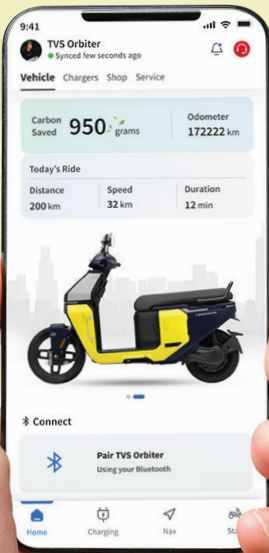 9:41
TVS Orbiter
Synced few seconds ago
Vehicle Chargers Shop Service
Carbon Saved 950 grams
Odometer
172222 km
Today's Ride
Distance Speed Duration
200 km 32 km 12 min
Connect
Pair TVS Orbiter
Using your Bluetooth
Home Charging Nav